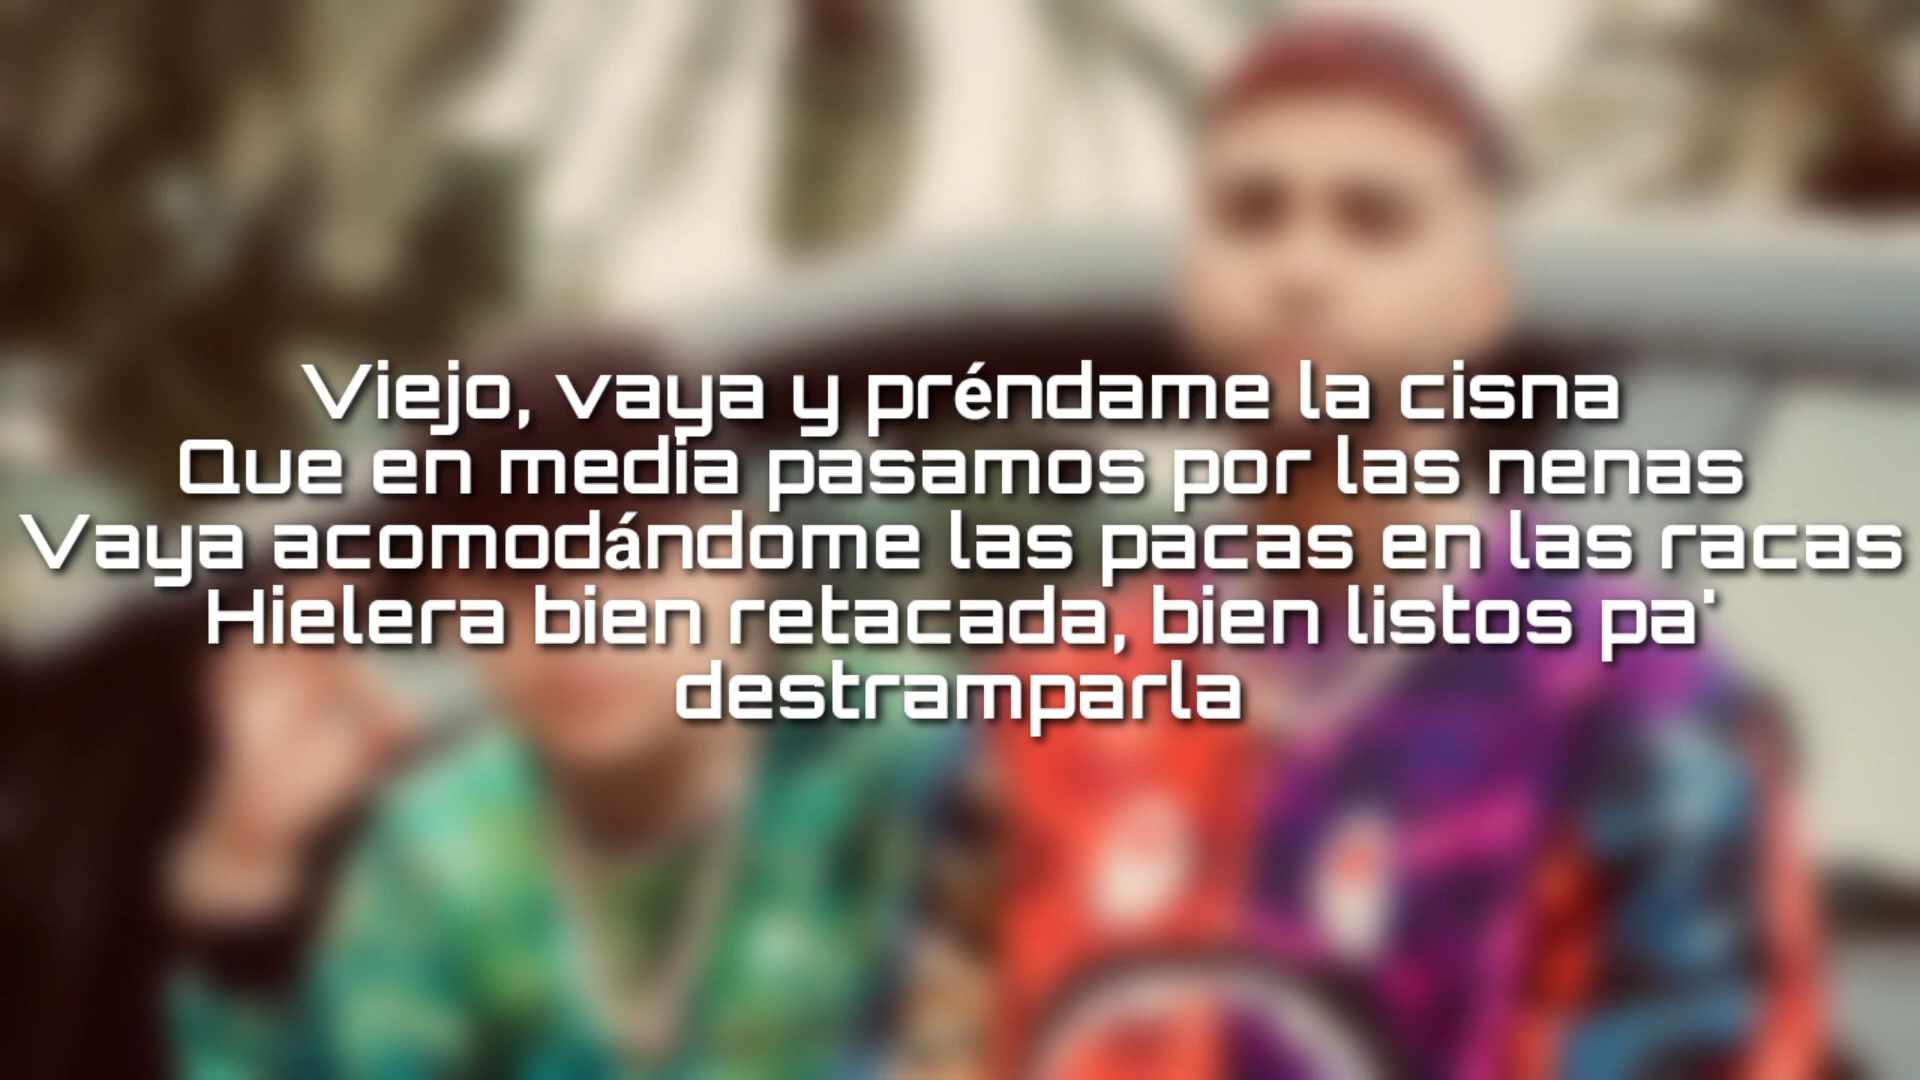 Viejo, vaya y préndame la cisna
Que en media pasamos por las nenas
Vaya acomodándome las pacas en las racas
Hielera bien retacada, bien listos pa'
destramparla